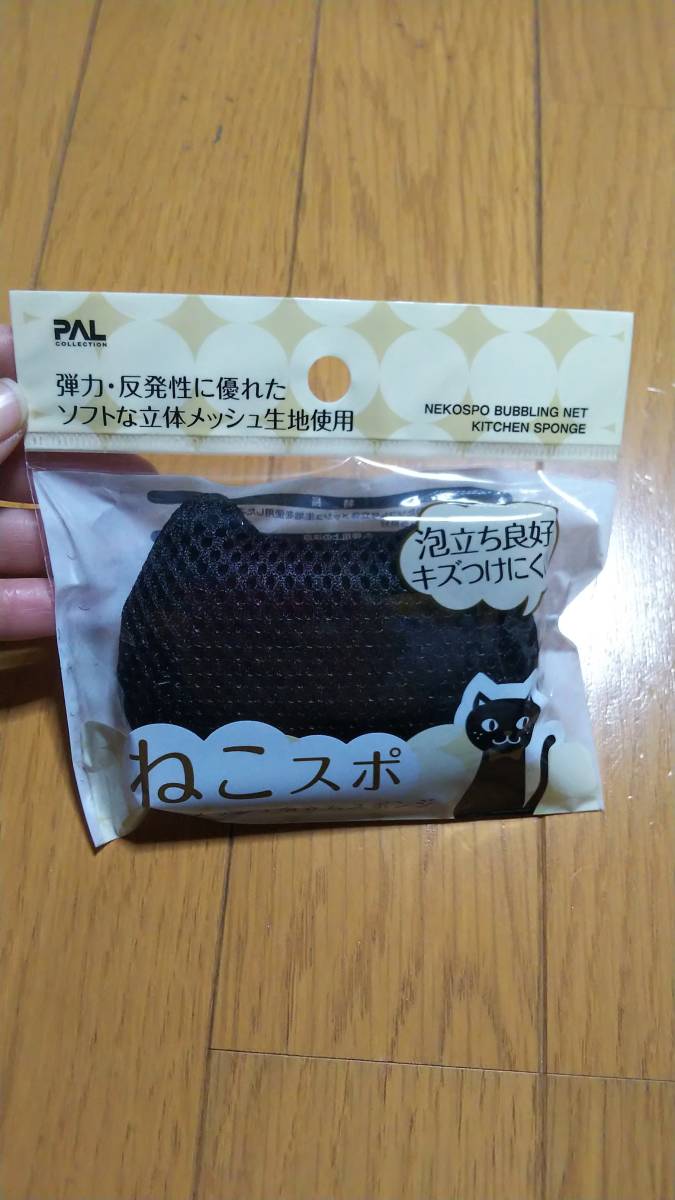 PAL
COLLECTION
弾力・反発性に優れた
ソフトな立体メッシュ生地使用
NEKOSPO BUBBLING NET
KITCHEN SPONGE
泡立ち良好
キズつけにく
ねこスポ